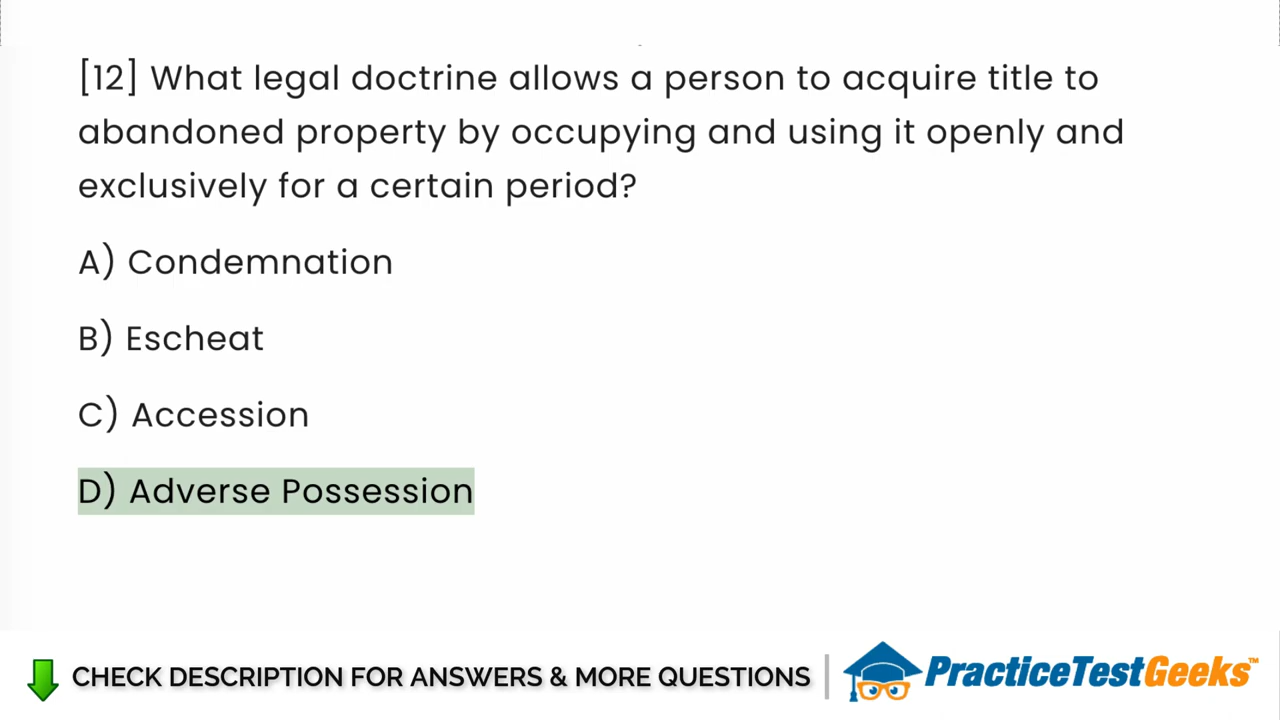 [12] What legal doctrine allows a person to acquire title to
abandoned property by occupying and using it openly and
exclusively for a certain period?
A) Condemnation
B) Escheat
C) Accession
D) Adverse Possession
CHECK DESCRIPTION FOR ANSWERS & MORE QUESTIONS
PracticeTestGeeks™